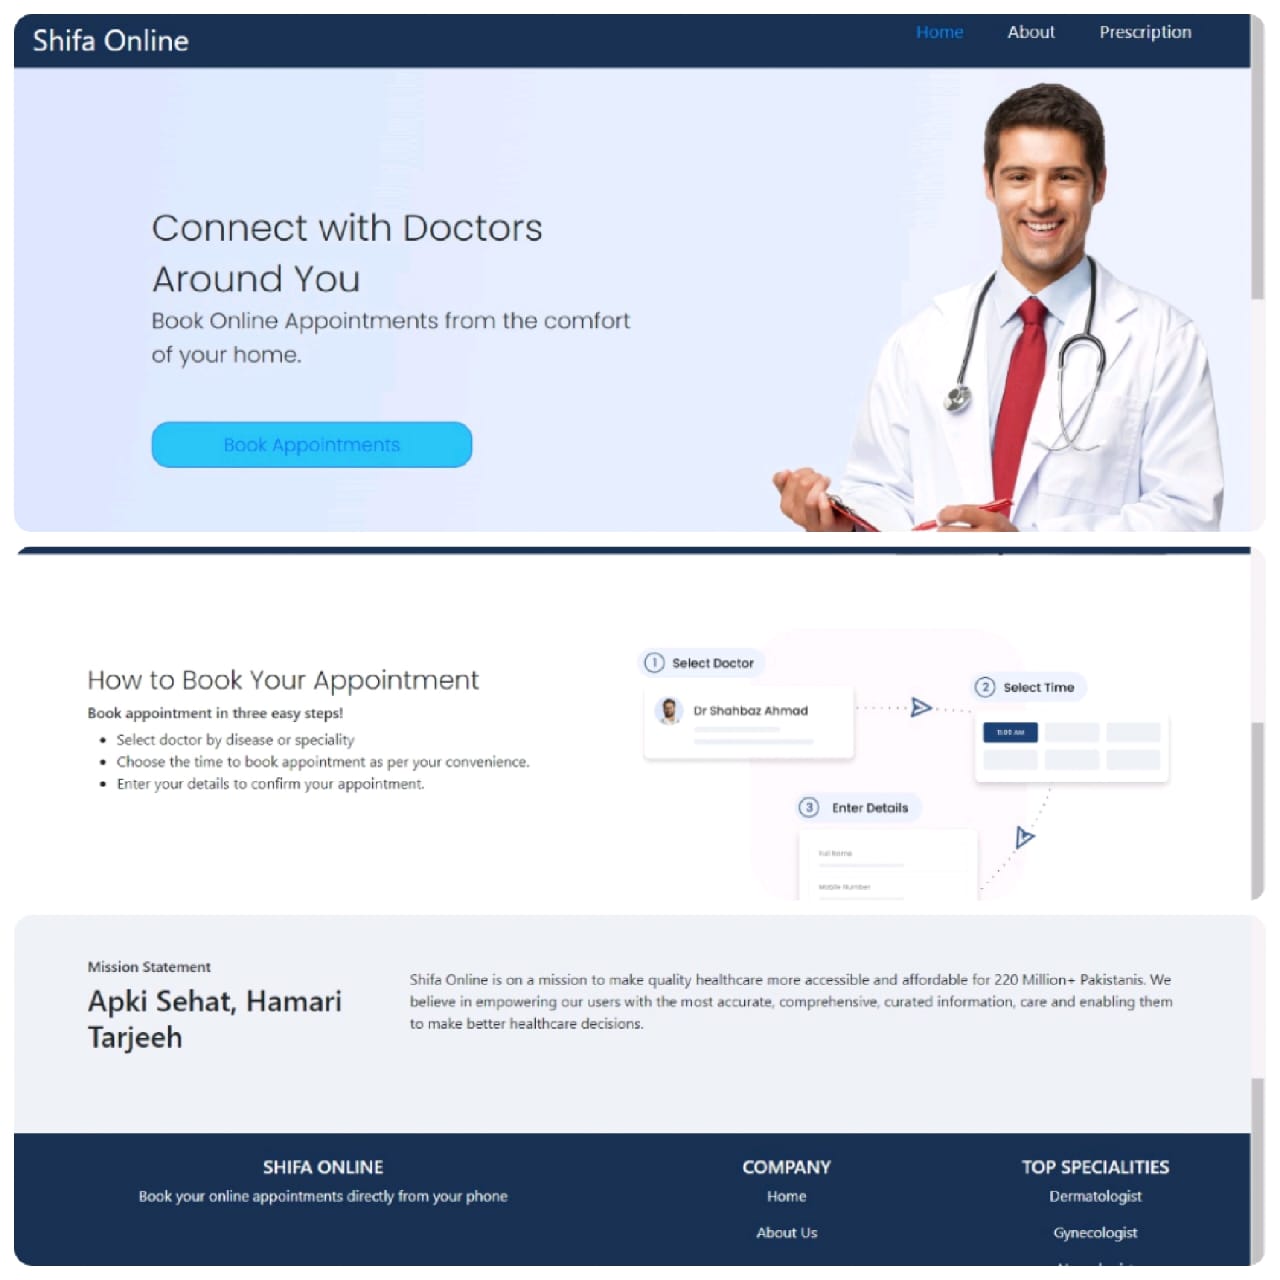 Shifa Online
Home
About
Prescription
Connect with Doctors
Around You
Book Online Appointments from the comfort
of your home.
Book Appointments
How to Book Your Appointment
Book appointment in three easy steps!
• Select doctor by disease or speciality
• Choose the time to book appointment as per your convenience.
• Enter your details to confirm your appointment.
1 Select Doctor
Dr Shahbaz Ahmad
2 Select Time
11:00 AM
3 Enter Details
Full Name
Mobile Number
Mission Statement
Apki Sehat, Hamari
Tarjeeh
Shifa Online is on a mission to make quality healthcare more accessible and affordable for 220 Million+ Pakistanis. We
believe in empowering our users with the most accurate, comprehensive, curated information, care and enabling them
to make better healthcare decisions.
SHIFA ONLINE
Book your online appointments directly from your phone
COMPANY
Home
About Us
TOP SPECIALITIES
Dermatologist
Gynecologist